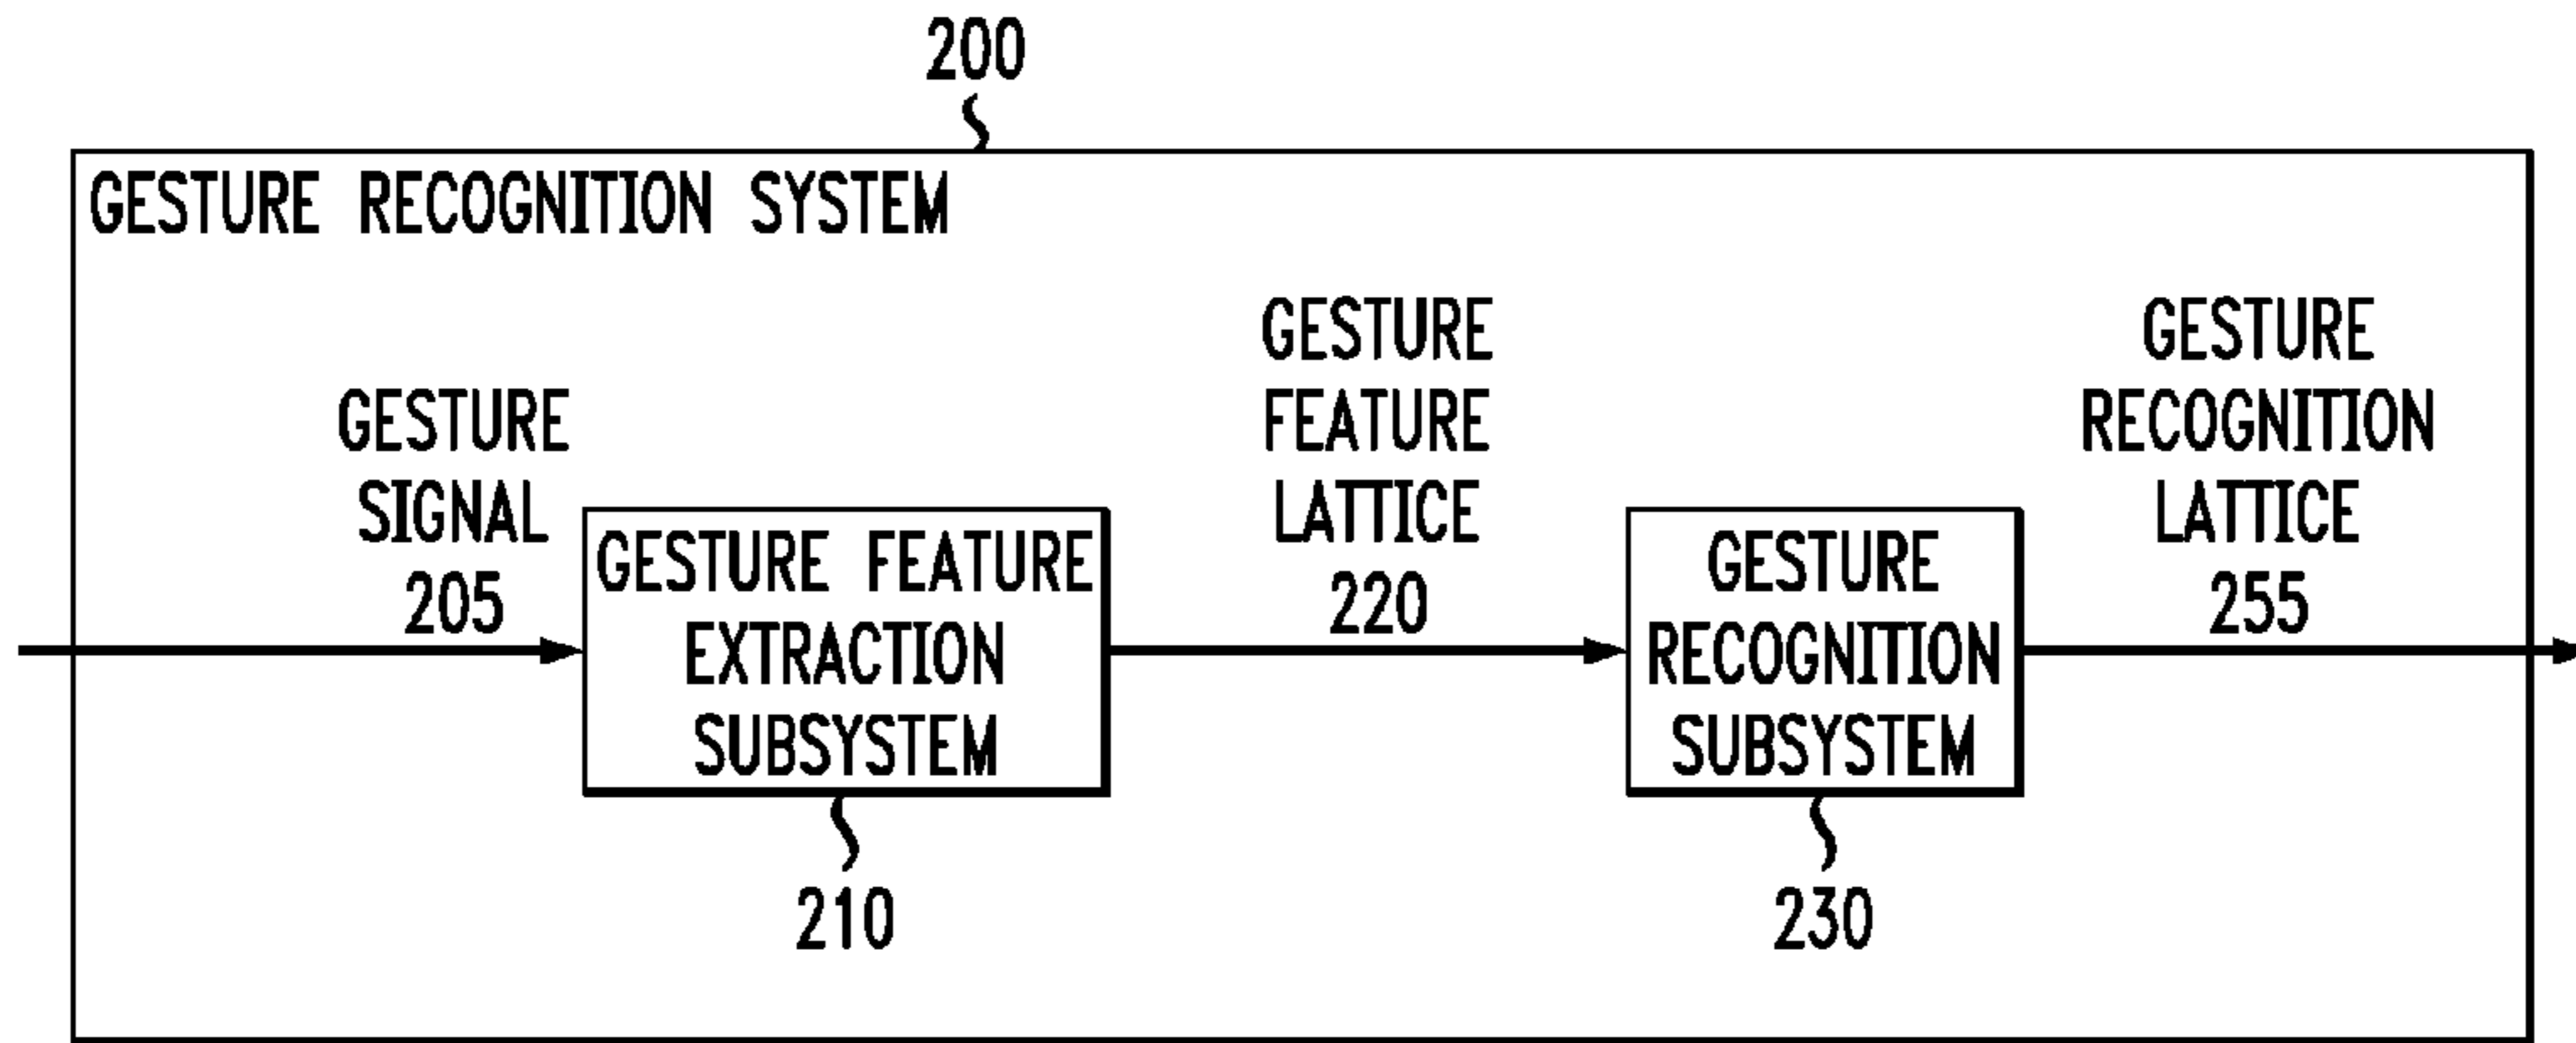 200
GESTURE RECOGNITION SYSTEM
GESTURE
SIGNAL
205
GESTURE FEATURE
EXTRACTION
SUBSYSTEM
210
GESTURE
FEATURE
LATTICE
220
GESTURE
RECOGNITION
SUBSYSTEM
230
GESTURE
RECOGNITION
LATTICE
255